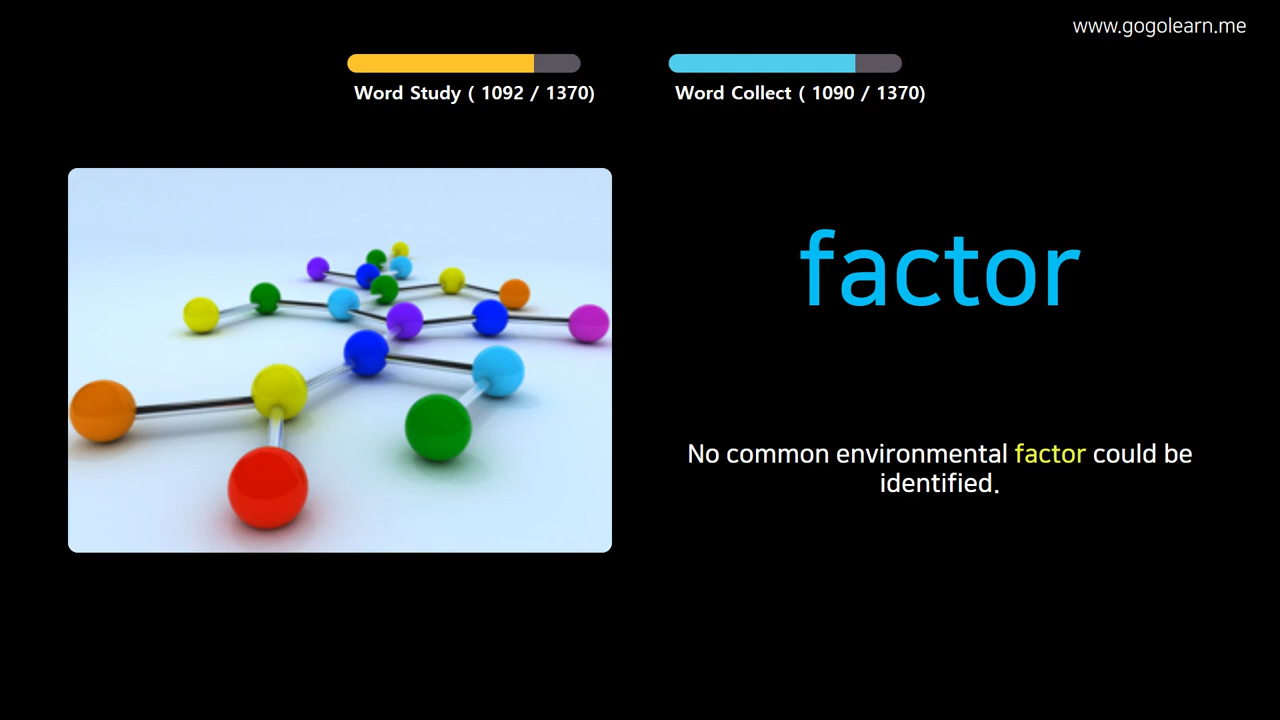 www.gogolearn.me
Word Study ( 1092 / 1370)
Word Collect ( 1090 / 1370)
factor
No common environmental factor could be
identified.